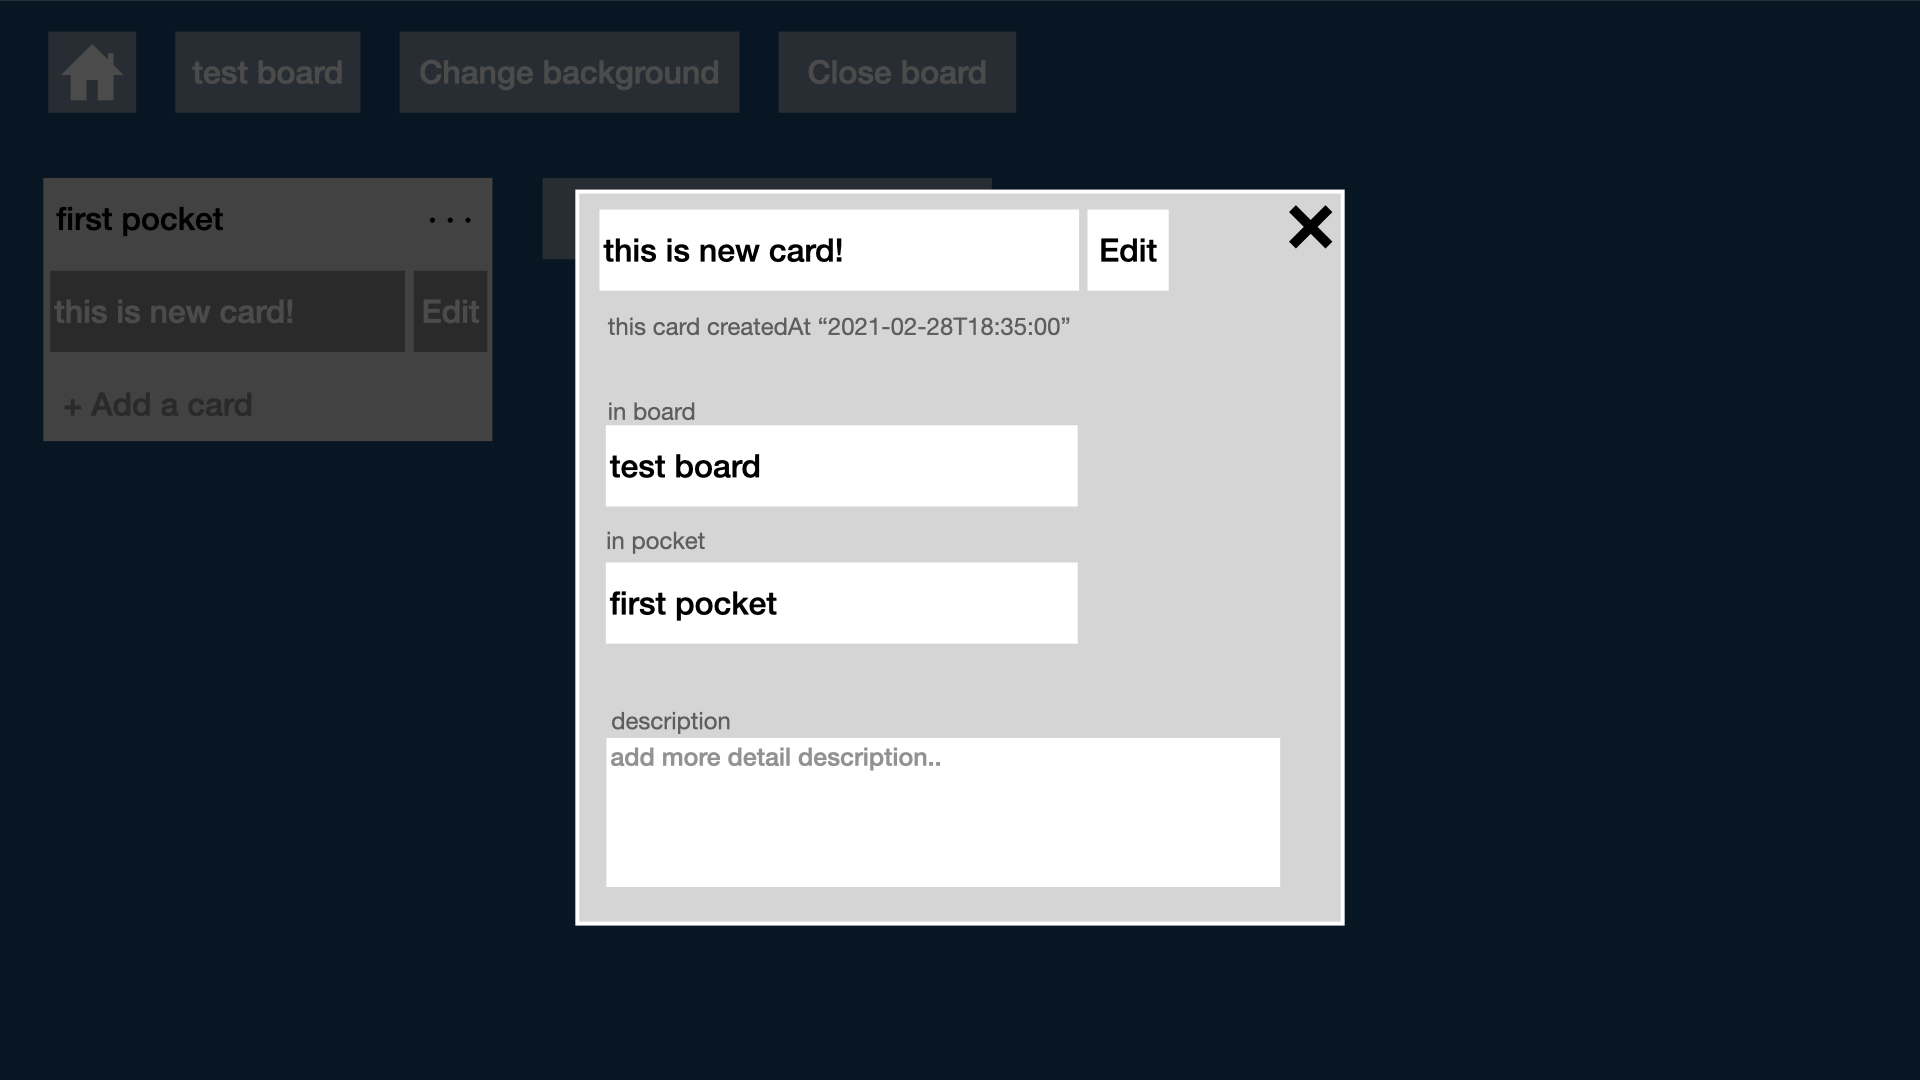 test board
Change background
Close board
first pocket
...
this is new card!
Edit
+ Add a card
this is new card!
Edit
this card createdAt “2021-02-28T18:35:00”
in board
test board
in pocket
first pocket
description
add more detail description..